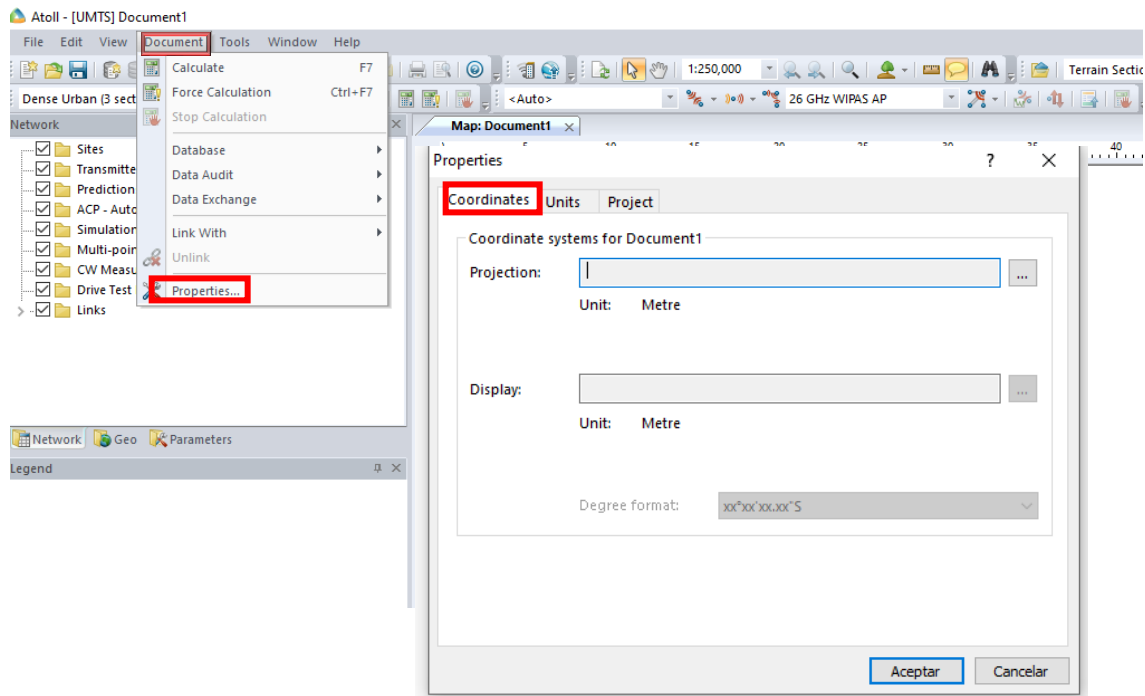 Atoll - [UMTS] Document1
File Edit View Document Tools Window Help
Calculate F7
1:250,000
Terrain Sectio
Dense Urban (3 sect
Force Calculation Ctrl+F7
<Auto>
26 GHz WIPAS AP
Stop Calculation
Network
Map: Document1
Sites
Database
Transmitte
Data Audit
Prediction
Data Exchange
ACP - Auto
Simulation
Link With
Multi-poin
Unlink
CW Measu
Drive Test
Properties...
Links
Network Geo Parameters
Legend
40
Properties ?
Coordinates Units Project
Coordinate systems for Document1
Projection:
...
Unit: Metre
Display:
...
Unit: Metre
Degree format: xx°xx'xx.xx"S
Aceptar Cancelar